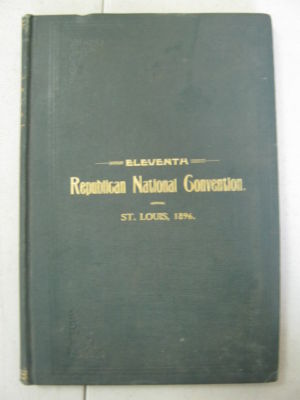 ELEVENTH
Republican National Convention.
ST. LOUIS, 1896.